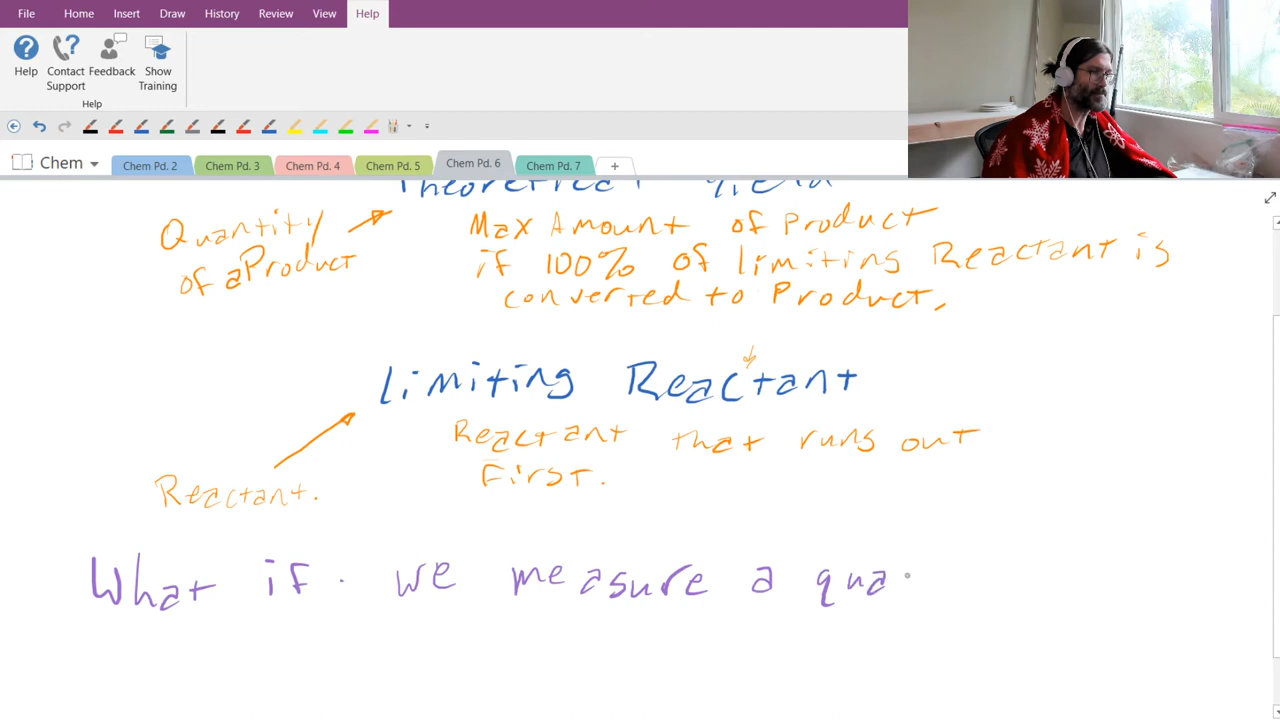 File Home Insert Draw History Review View Help
Help Contact Support Feedback Show Training
Help
Chem Chem Pd. 2 Chem Pd. 3 Chem Pd. 4 Chem Pd. 5 Chem Pd. 6 Chem Pd. 7 +
Theoretical Yield
Quantity of a Product
Max Amount of Product
if 100% of limiting Reactant is
converted to Product.
Limiting Reactant
Reactant that runs out
First.
Reactant.
What if we measure a qua